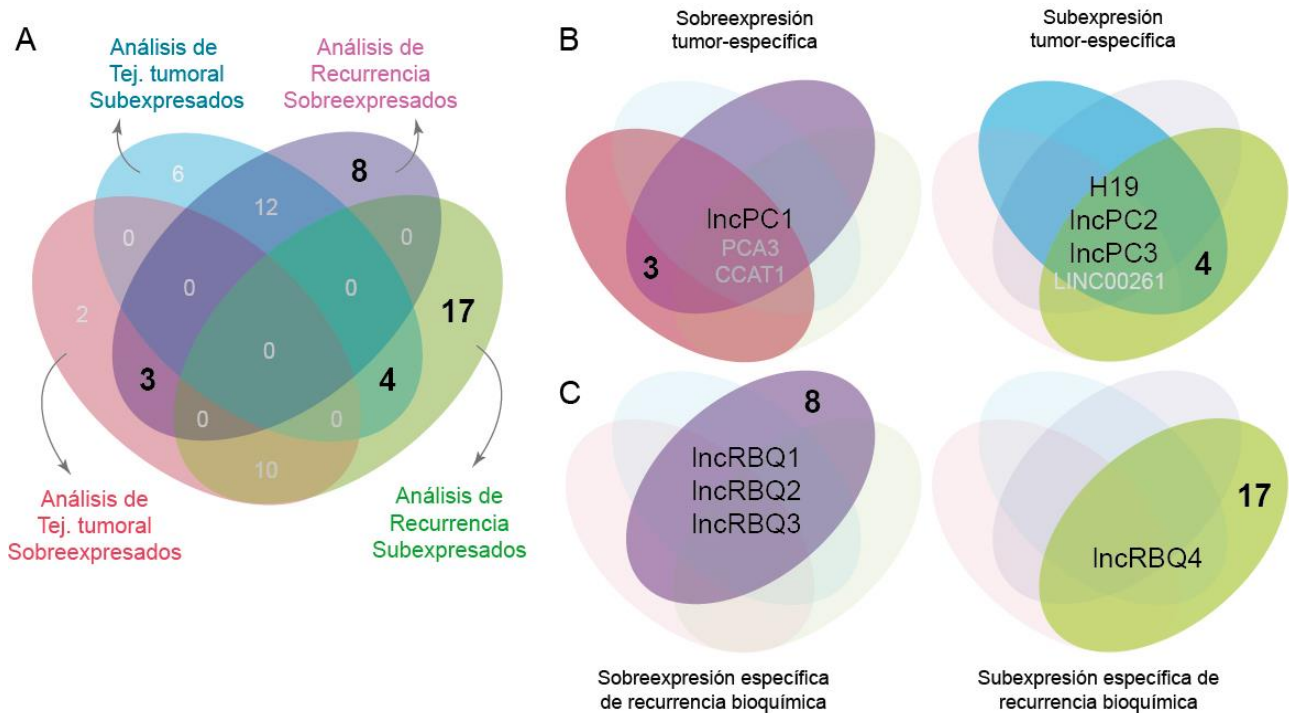 A
Análisis de
Tej. tumoral
Subexpresados
Análisis de
Recurrencia
Sobreexpresados
6
8
12
0
0
0
0
2
17
0
3
4
0
0
10
Análisis de
Tej. tumoral
Sobreexpresados
Análisis de
Recurrencia
Subexpresados
B
Sobreexpresión
tumor-específica
lncPC1
PCA3
CCAT1
3
Subexpresión
tumor-específica
H19
lncPC2
lncPC3
LINC00261
4
C
8
lncRBQ1
lncRBQ2
lncRBQ3
Sobreexpresión específica
de recurrencia bioquímica
17
lncRBQ4
Subexpresión específica de
recurrencia bioquímica